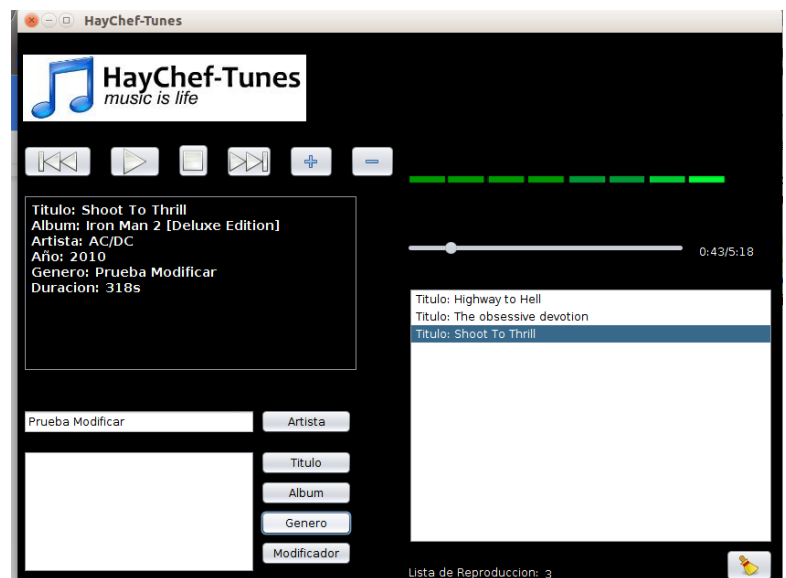 HayChef-Tunes
HayChef-Tunes
music is life
Titulo: Shoot To Thrill
Album: Iron Man 2 [Deluxe Edition]
Artista: AC/DC
Año: 2010
Genero: Prueba Modificar
Duracion: 318s
0:43/5:18
Titulo: Highway to Hell
Titulo: The obsessive devotion
Titulo: Shoot To Thrill
Prueba Modificar
Artista
Titulo
Album
Genero
Modificador
Lista de Reproduccion: 3